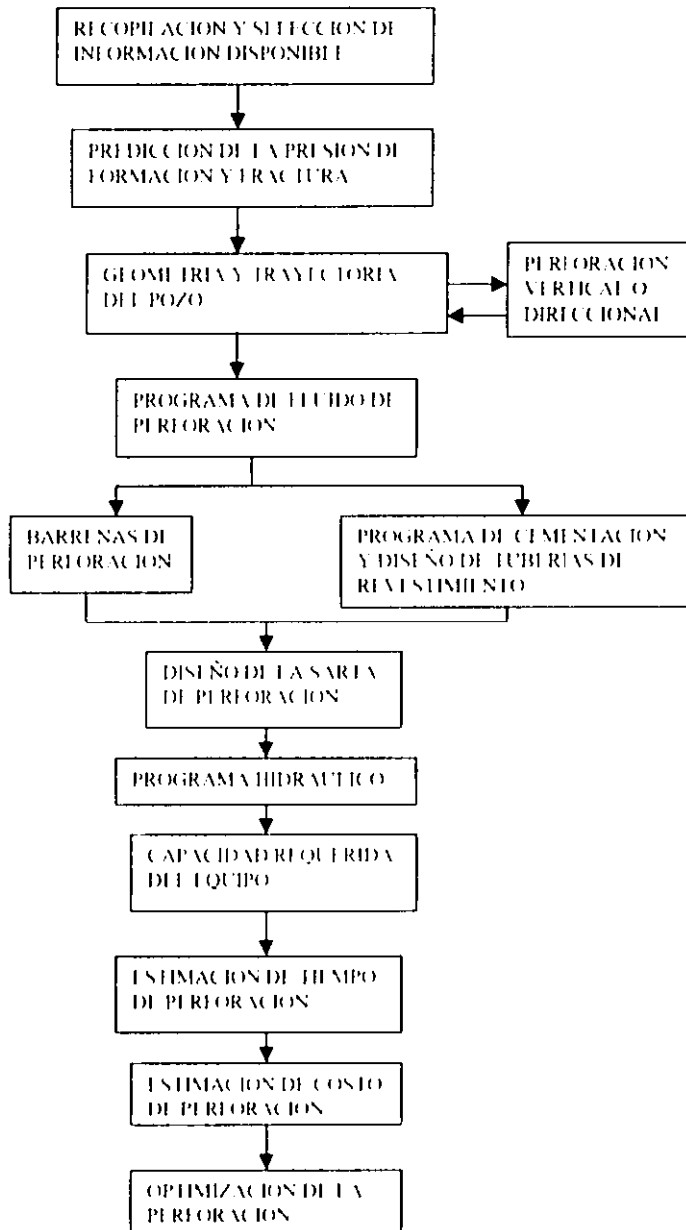 RECOPILACION Y SELECCION DE
INFORMACION DISPONIBLE
PREDICCION DE LA PRESION DE
FORMACION Y FRACTURA
GEOMETRIA Y TRAYECTORIA
DEL POZO
PERFORACION
VERTICAL O
DIRECCIONAL
PROGRAMA DE FLUIDO DE
PERFORACION
BARRENAS DE
PERFORACION
PROGRAMA DE CEMENTACION
Y DISEÑO DE TUBERIAS DE
REVESTIMIENTO
DISEÑO DE LA SARTA
DE PERFORACION
PROGRAMA HIDRAULICO
CAPACIDAD REQUERIDA
DEL EQUIPO
ESTIMACION DE TIEMPO
DE PERFORACION
ESTIMACION DE COSTO
DE PERFORACION
OPTIMIZACION DE LA
PERFORACION